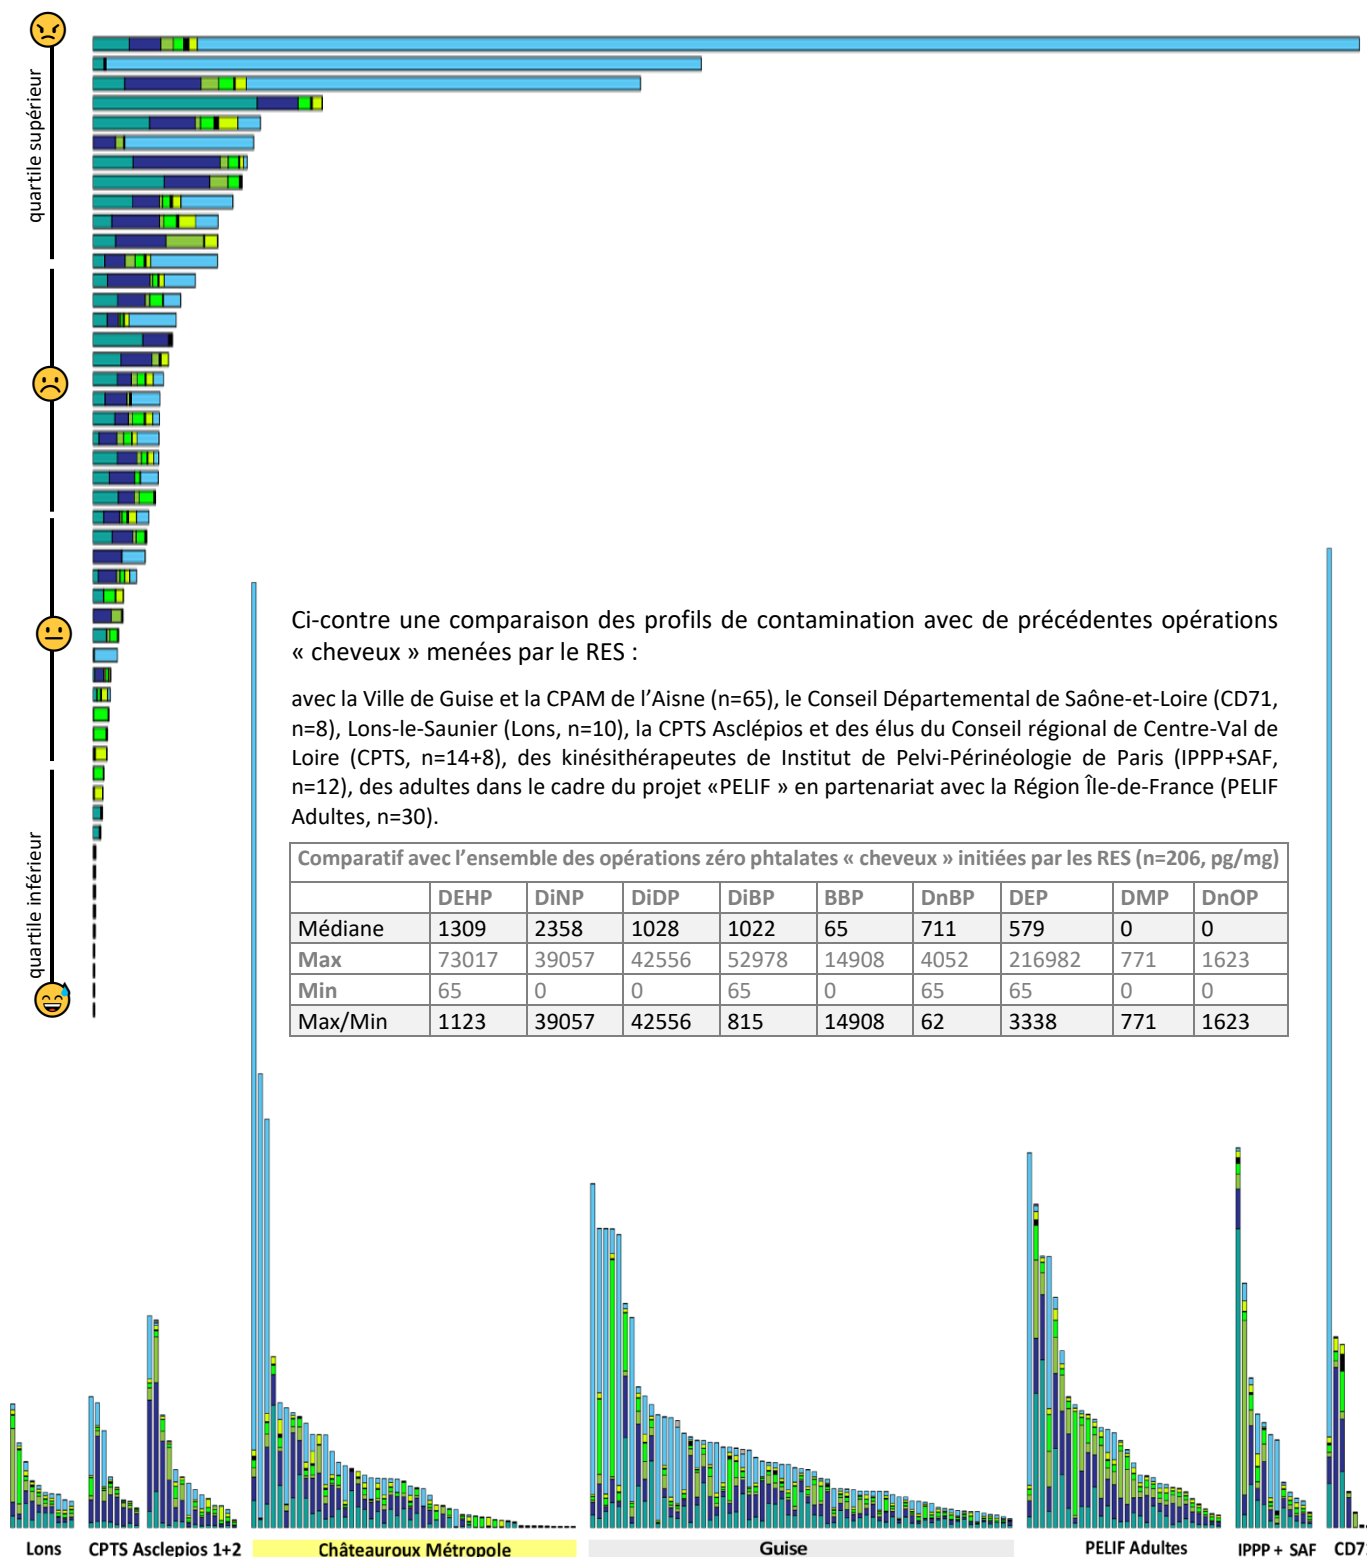 quartile supérieur
quartile inférieur
Ci-contre une comparaison des profils de contamination avec de précédentes opérations
« cheveux » menées par le RES :
avec la Ville de Guise et la CPAM de l'Aisne (n=65), le Conseil Départemental de Saône-et-Loire (CD71,
n=8), Lons-le-Saunier (Lons, n=10), la CPTS Asclépios et des élus du Conseil régional de Centre-Val de
Loire (CPTS, n=14+8), des kinésithérapeutes de Institut de Pelvi-Périnéologie de Paris (IPPP+SAF,
n=12), des adultes dans le cadre du projet «PELIF » en partenariat avec la Région Île-de-France (PELIF
Adultes, n=30).
Comparatif avec l'ensemble des opérations zéro phtalates « cheveux » initiées par les RES (n=206, pg/mg)
DEHP DiNP DiDP DiBP BBP DnBP DEP DMP DnOP
Médiane 1309 2358 1028 1022 65 711 579 0 0
Max 73017 39057 42556 52978 14908 4052 216982 771 1623
Min 65 0 0 65 0 65 65 0 0
Max/Min 1123 39057 42556 815 14908 62 3338 771 1623
Lons CPTS Asclepios 1+2 Châteauroux Métropole Guise PELIF Adultes IPPP + SAF CD7